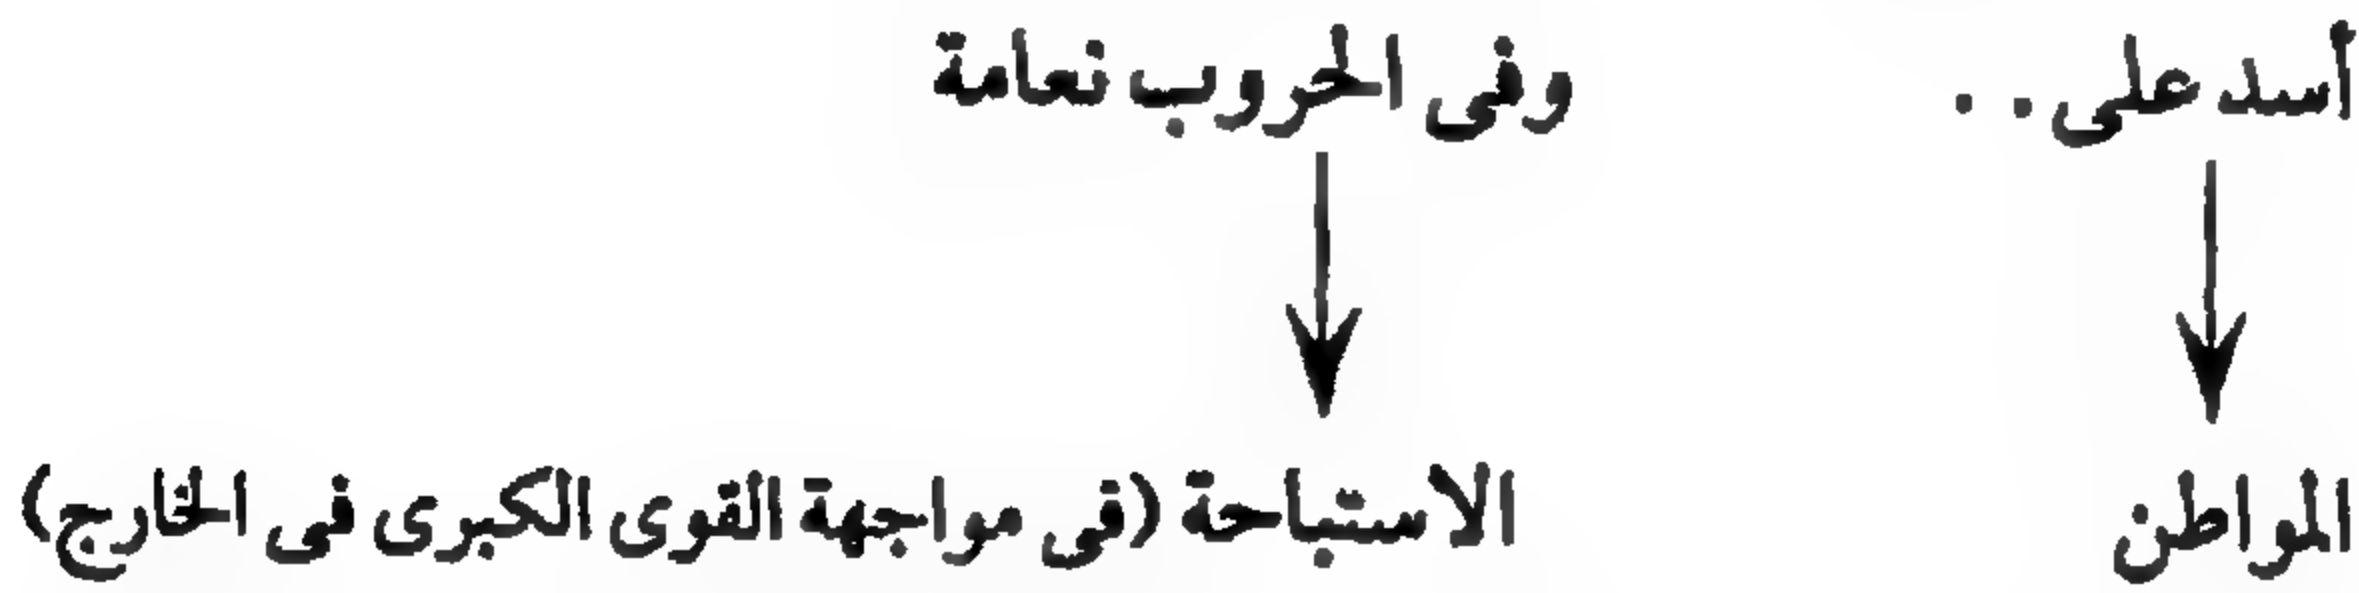 أسد على . . وفى الحروب نعامة
المواطن الاستباحة (فى مواجهة القوى الكبرى فى الخارج)